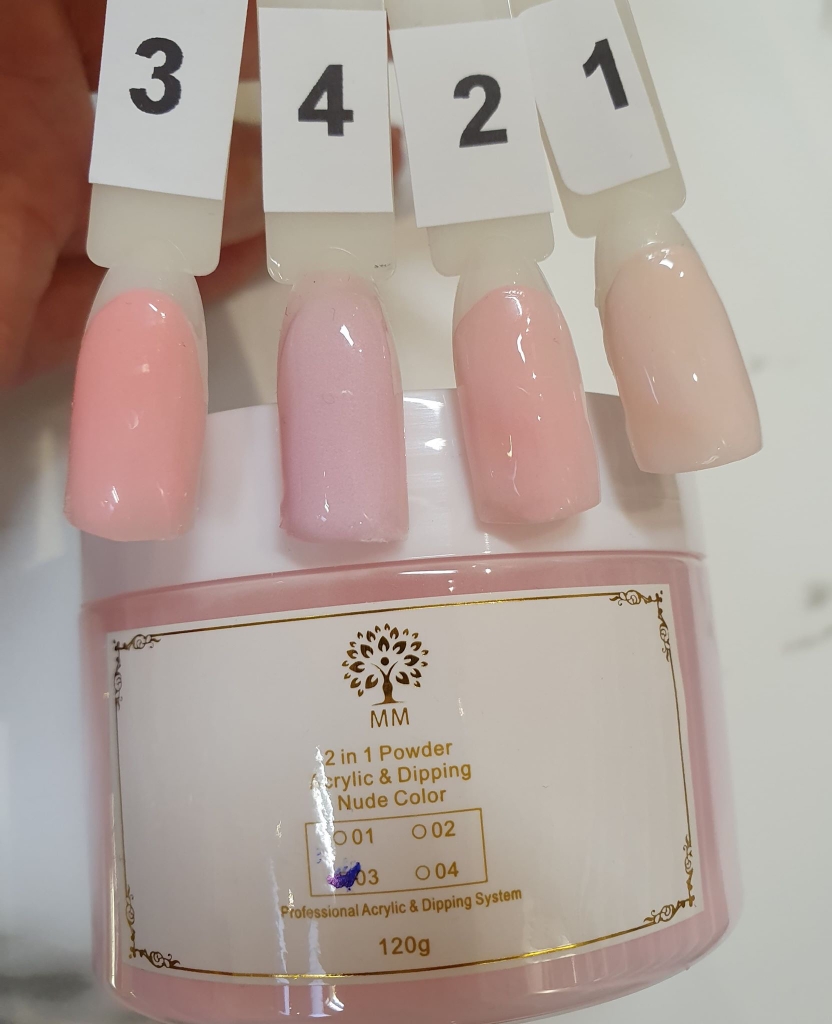 3
4
2
1
MM
2 in 1 Powder
Acrylic & Dipping
Nude Color
01 02
03 04
Professional Acrylic & Dipping System
120g